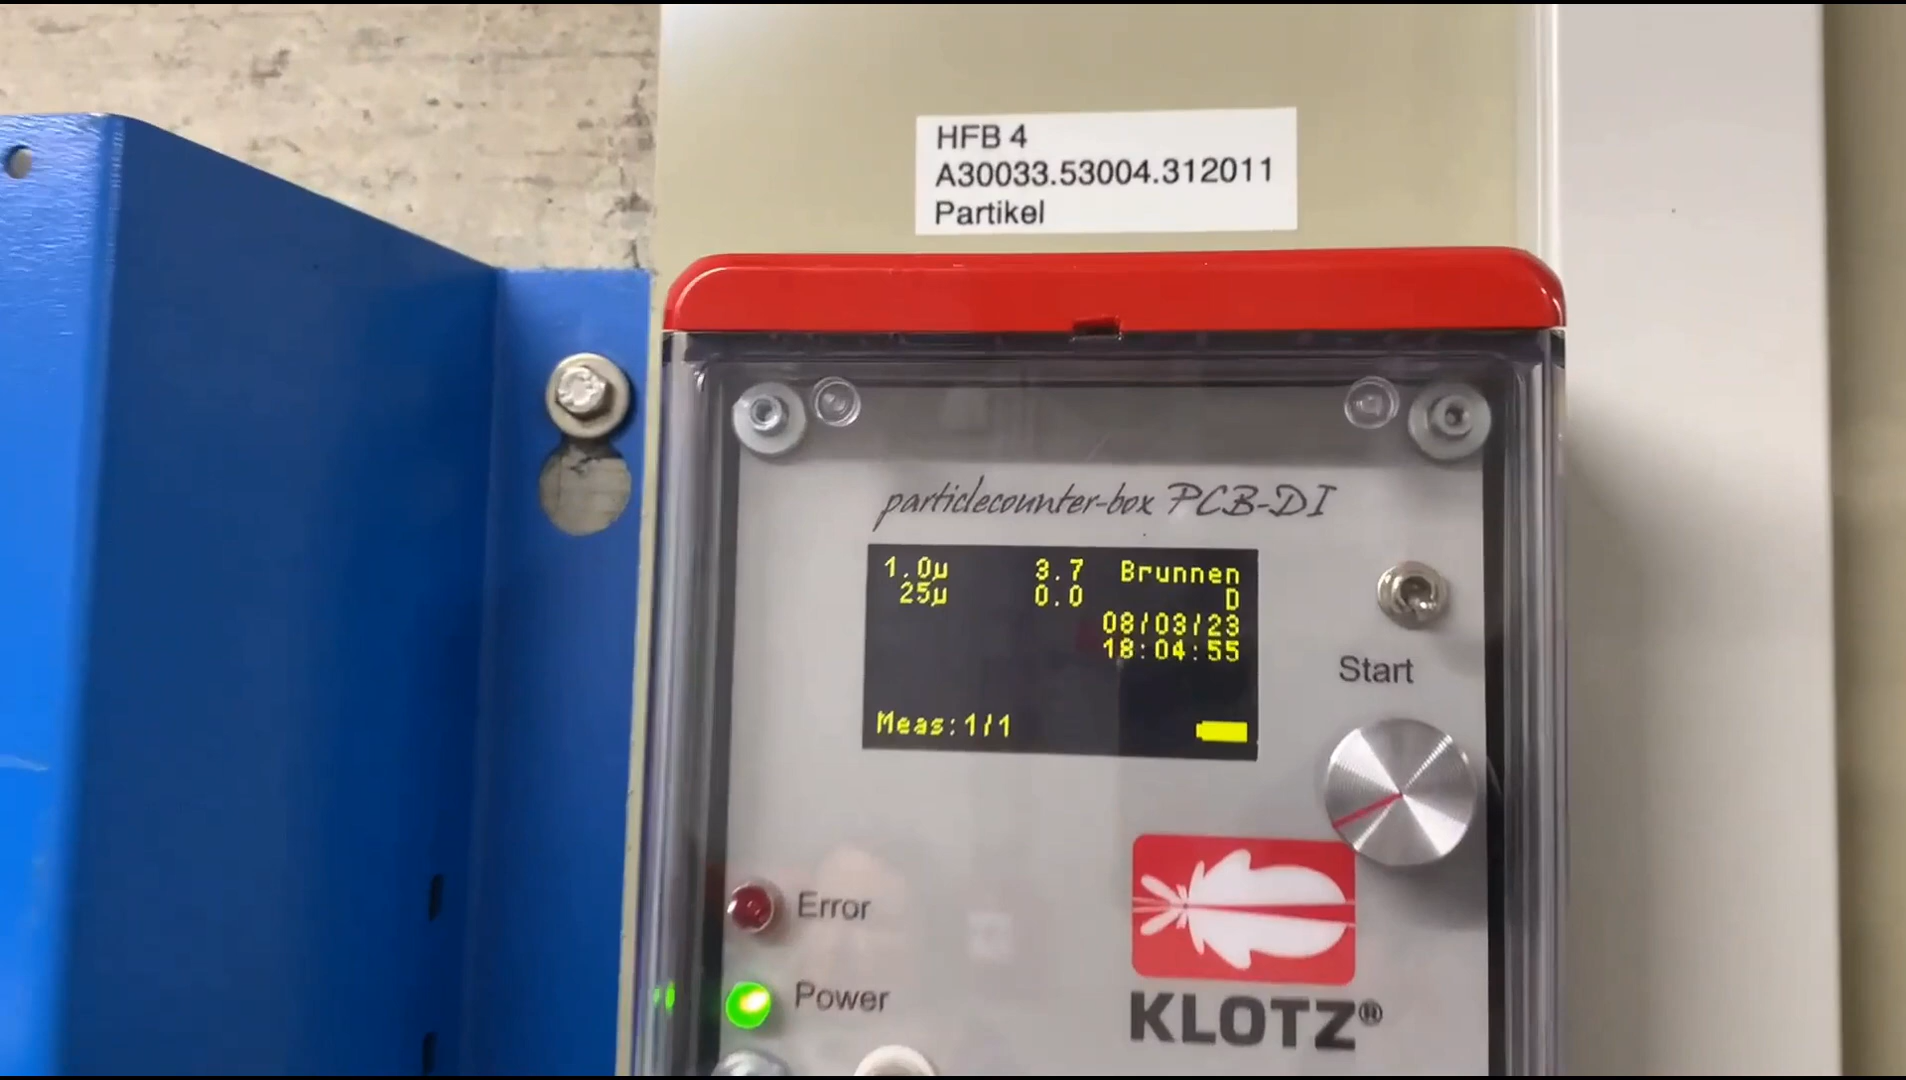 HFB 4
A30033.53004.312011
Partikel
particlecounter-box PCB-DI
1.0µ 3.7 Brunnen
25µ 0.0 D
08/03/23
18:04:55
Meas:1/1
Start
Error
Power
KLOTZ®